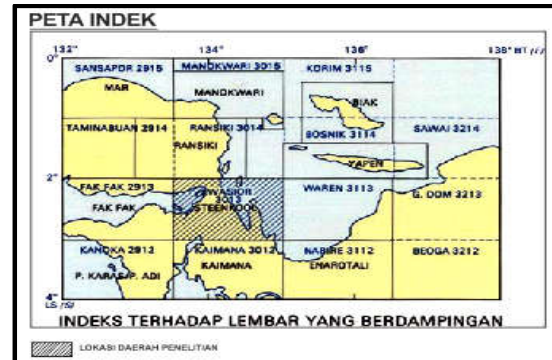 PETA INDEK
132° 134° 136° 138° BT
0°
SANSAPOR 2915 MANOKWARI 3015 KORIM 3115
MAR MANOKWARI BIAK
TAMINABUAN 2914 RANSIKI 3014 BOSNIK 3114 SAWAI 3214
RANSIKI
YAPEN
2°
FAK FAK 2913 WASIOR 3013 WAREN 3113 G. DOM 3213
FAK FAK STEENKOOL
KAIMANA 3012 NABIRE 3112 BEOGA 3212
P. KARAS/P. ADI KAIMANA ENAROTALI
4°
INDEKS TERHADAP LEMBAR YANG BERDAMPINGAN
LOKASI DAERAH PENELITIAN